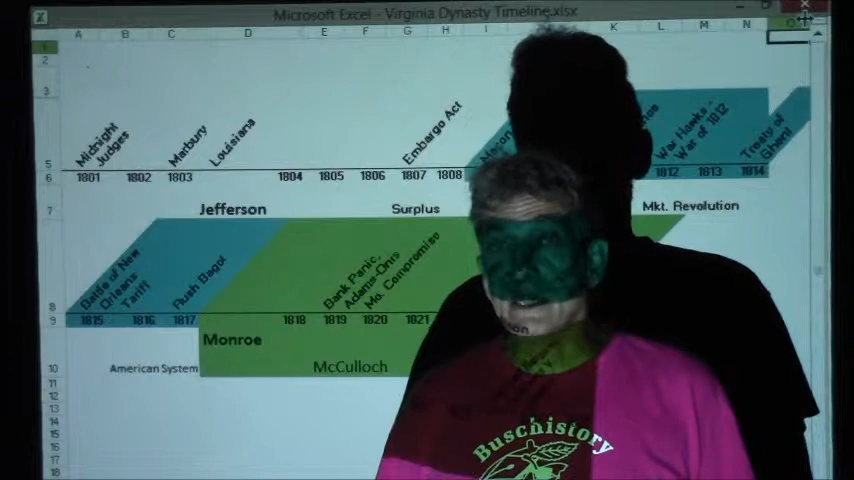 Microsoft Excel - Virginia Dynasty Timeline.xlsx
A B C D E F G H I K L M N O
1
2
3
Midnight Judges
Marbury
Louisiana
Embargo Act
War Hawks - War of 1812
Treaty of Ghent
5
6 1801 1802 1803 1804 1805 1806 1807 1808 1812 1813 1814
7 Jefferson Surplus Mkt. Revolution
Battle of New Orleans
Tariff
Rush Bagot
Bank Panic,
Adams-Onis
Mo. Compromise
8
9 1815 1816 1817 1818 1819 1820 1821
Monroe
10 American System McCulloch
11
12
13
14
15
16
17
18
Buschistory